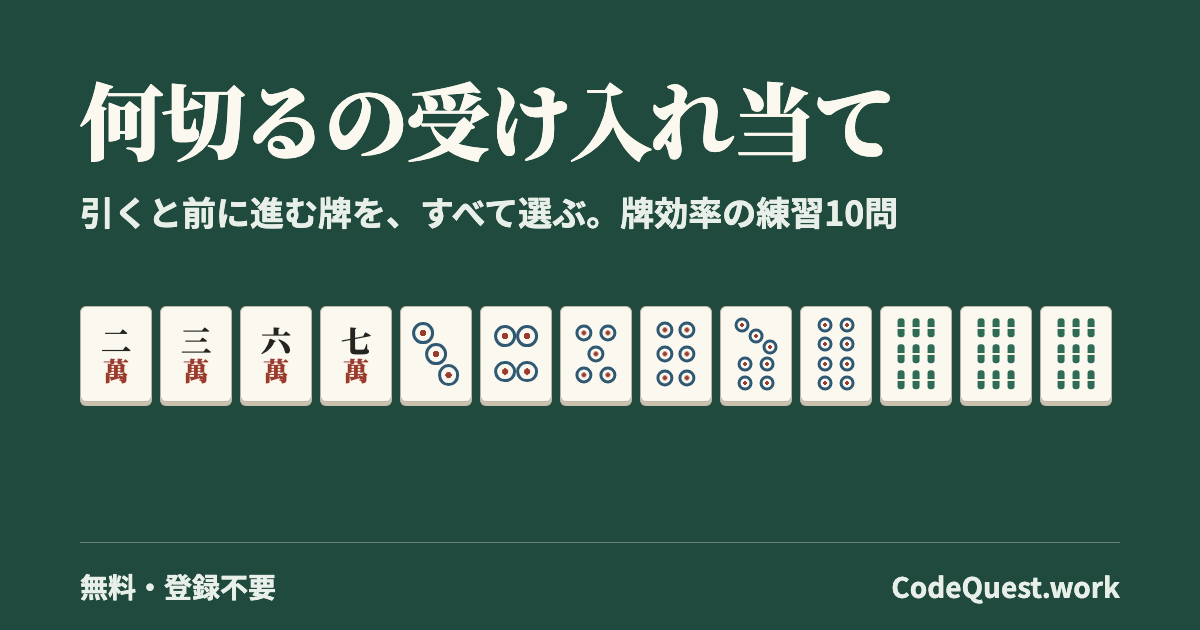 何切るの受け入れ当て
引くと前に進む牌を、すべて選ぶ。牌効率の練習10問
二萬 三萬 六萬 七萬
無料・登録不要
CodeQuest.work